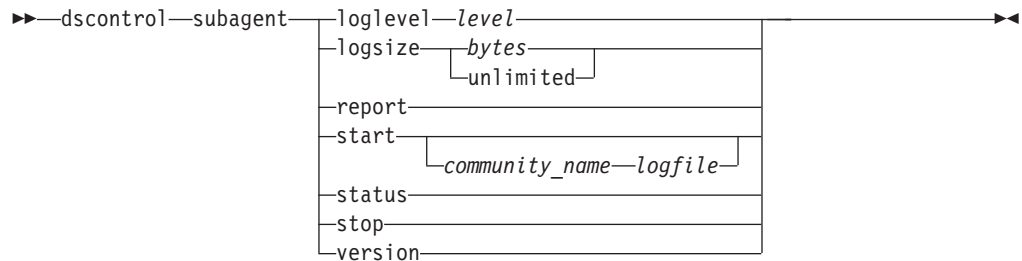 dscontrol subagent loglevel level
logsize bytes
unlimited
report
start
community_name logfile
status
stop
version